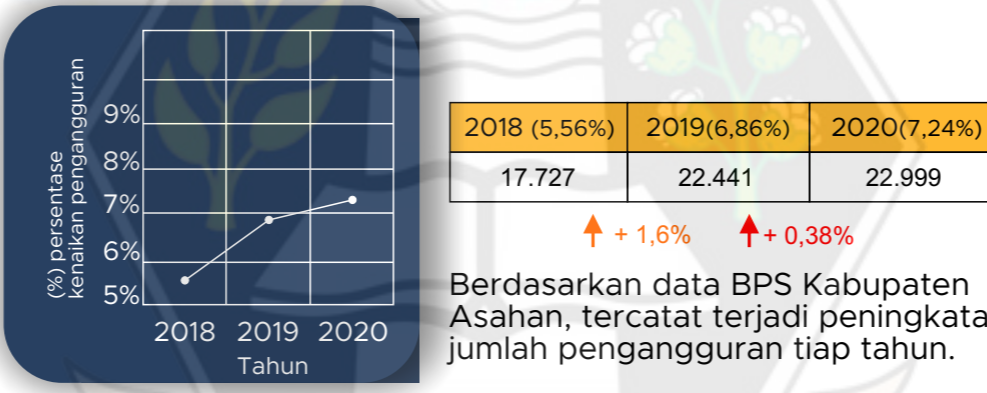 (%) persentase
kenaikan pengangguran
9%
8%
7%
6%
5%
2018 2019 2020
Tahun
2018 (5,56%) 2019(6,86%) 2020(7,24%)
17.727 22.441 22.999
+ 1,6% + 0,38%
Berdasarkan data BPS Kabupaten
Asahan, tercatat terjadi peningkata
jumlah pengangguran tiap tahun.